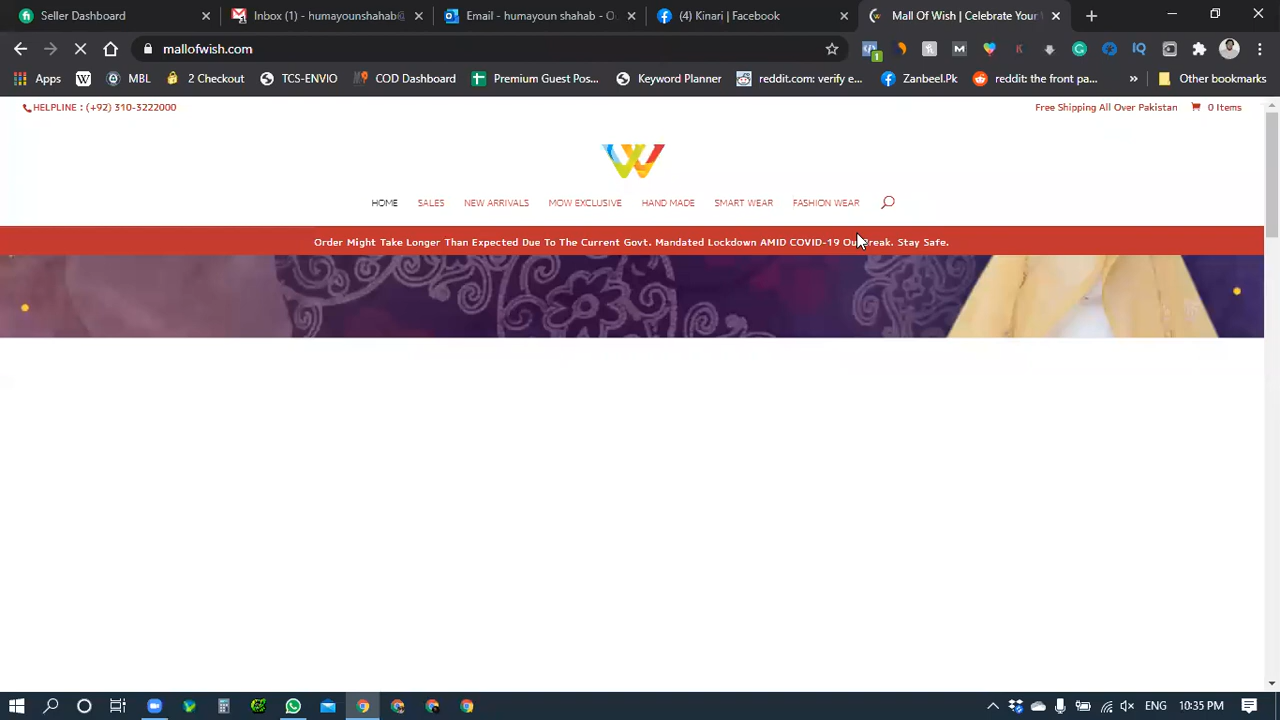 Seller Dashboard
Inbox (1) - humayounshahab@
Email - humayoun shahab - O
(4) Kinari | Facebook
Mall Of Wish | Celebrate Your
mallofwish.com
1
Apps
MBL
2 Checkout
TCS-ENVIO
COD Dashboard
Premium Guest Pos...
Keyword Planner
reddit.com: verify e...
Zanbeel.Pk
reddit: the front pa...
Other bookmarks
HELPLINE : (+92) 310-3222000
Free Shipping All Over Pakistan
0 Items
HOME
SALES
NEW ARRIVALS
MOW EXCLUSIVE
HAND MADE
SMART WEAR
FASHION WEAR
Order Might Take Longer Than Expected Due To The Current Govt. Mandated Lockdown AMID COVID-19 Outbreak. Stay Safe.
ENG
10:35 PM